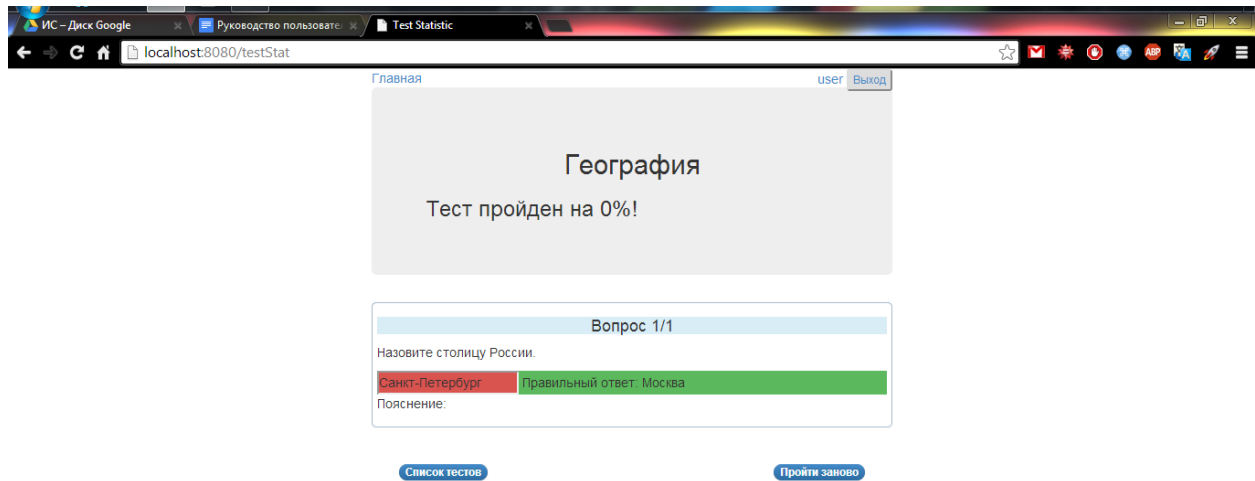 ИС – Диск Google
Руководство пользовате
Test Statistic
localhost:8080/testStat
ABP
Главная
user Выход
География
Тест пройден на 0%!
Вопрос 1/1
Назовите столицу России.
Санкт-Петербург Правильный ответ: Москва
Пояснение:
Список тестов Пройти заново